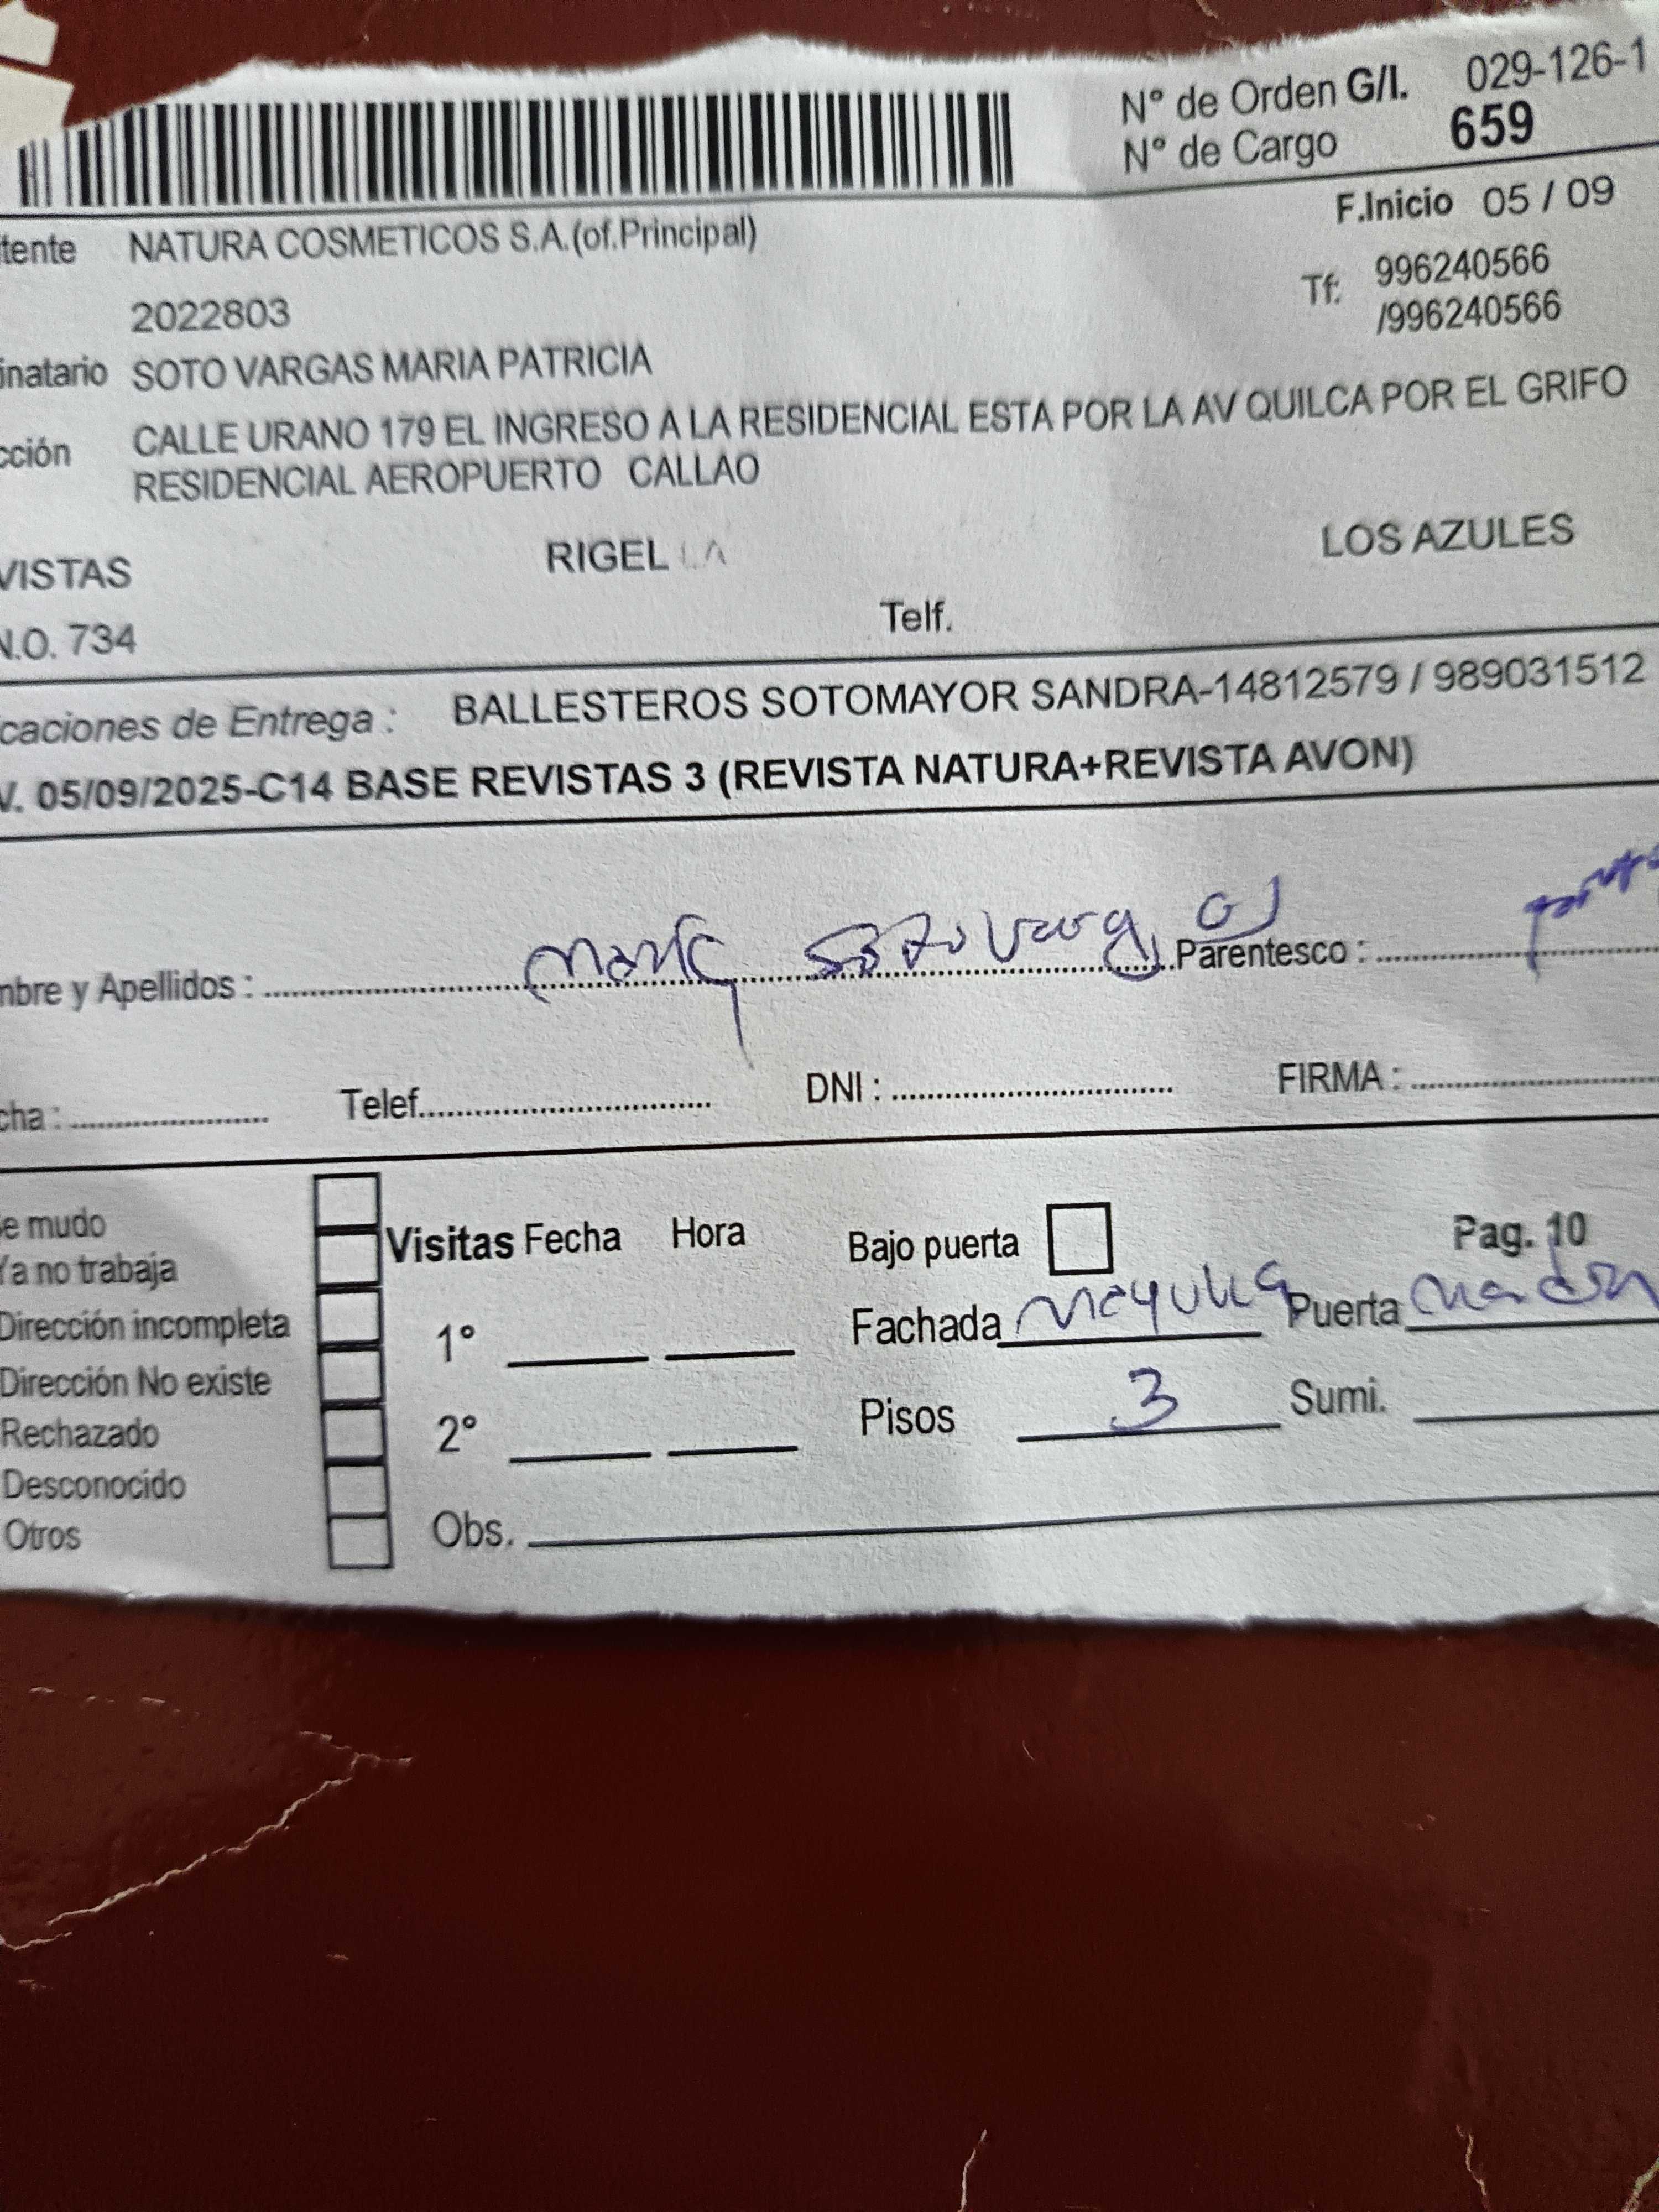 N° de Orden G/I. 029-126-1
N° de Cargo 659
F.Inicio 05 / 09
tente NATURA COSMETICOS S.A.(of.Principal)
2022803
Tf: 996240566
/996240566
inatario SOTO VARGAS MARIA PATRICIA
cción CALLE URANO 179 EL INGRESO A LA RESIDENCIAL ESTA POR LA AV QUILCA POR EL GRIFO
RESIDENCIAL AEROPUERTO CALLAO
VISTAS RIGEL LA LOS AZULES
N.O. 734 Telf.
caciones de Entrega : BALLESTEROS SOTOMAYOR SANDRA-14812579 / 989031512
V. 05/09/2025-C14 BASE REVISTAS 3 (REVISTA NATURA+REVISTA AVON)
mbre y Apellidos : Soto Vargas Parentesco :
cha : Telef. DNI : FIRMA :
e mudo
Ya no trabaja
Dirección incompleta
Dirección No existe
Rechazado
Desconocido
Otros
Visitas Fecha Hora
1°
2°
Obs.
Bajo puerta Pag. 10
Fachada Puerta
Pisos 3 Sumi.